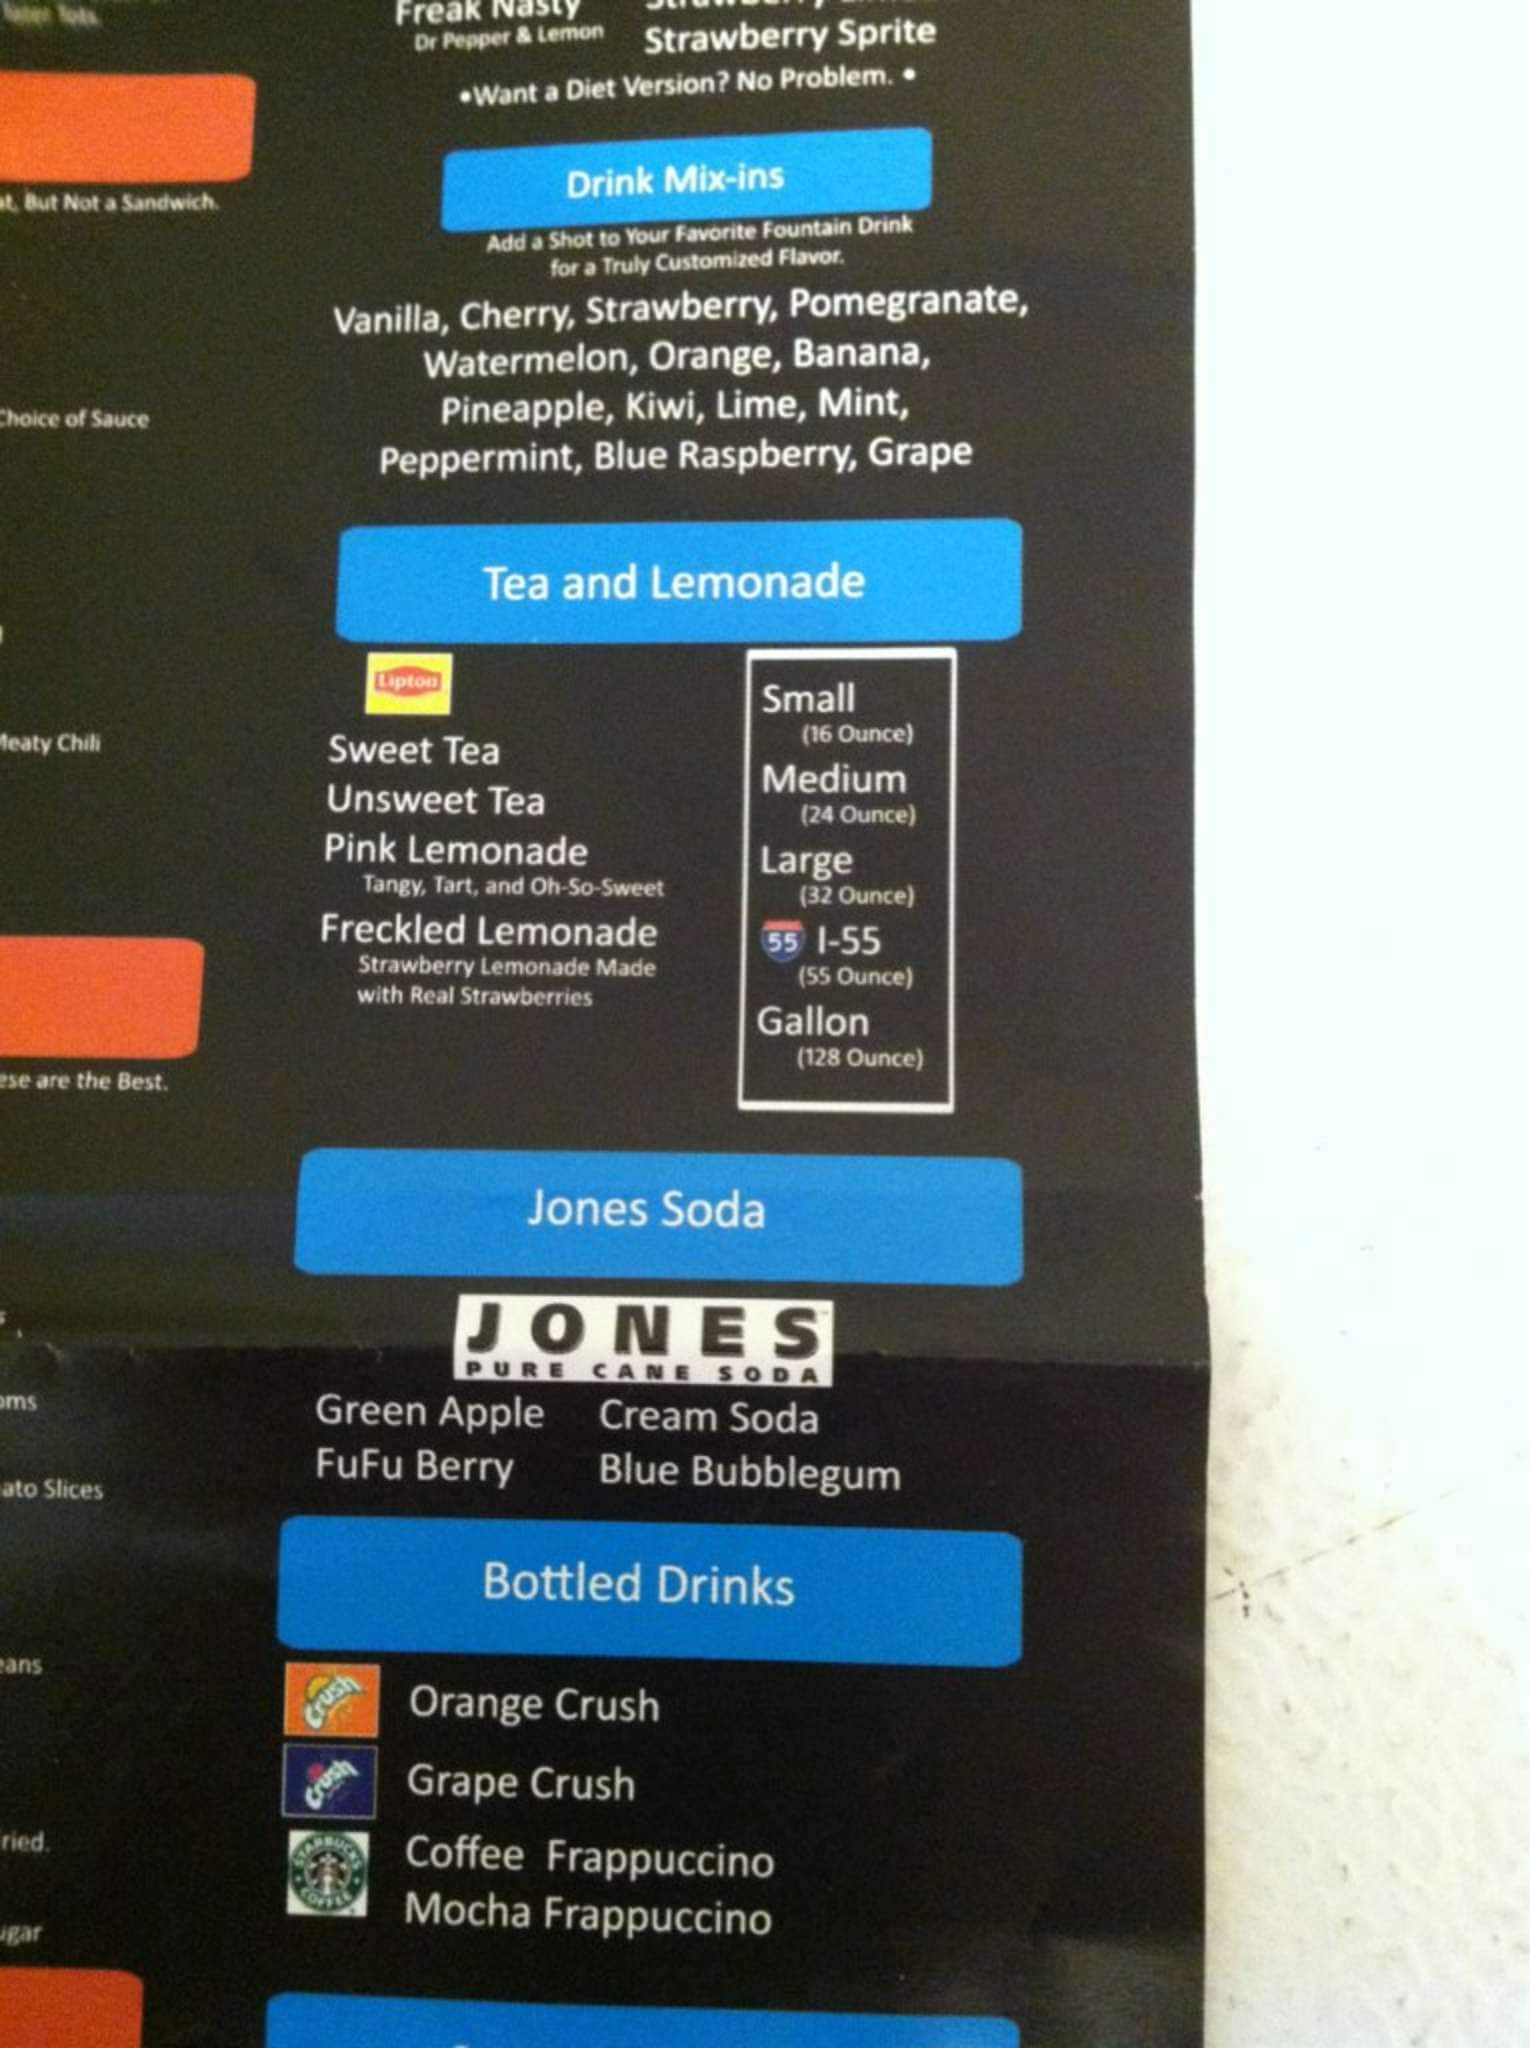 Freak Nasty
Dr Pepper & Lemon
Strawberry
Strawberry Sprite
•Want a Diet Version? No Problem. •
Drink Mix-ins
Add a Shot to Your Favorite Fountain Drink
for a Truly Customized Flavor.
Vanilla, Cherry, Strawberry, Pomegranate,
Watermelon, Orange, Banana,
Pineapple, Kiwi, Lime, Mint,
Peppermint, Blue Raspberry, Grape
Tea and Lemonade
Lipton
Sweet Tea
Unsweet Tea
Pink Lemonade
Tangy, Tart, and Oh-So-Sweet
Freckled Lemonade
Strawberry Lemonade Made
with Real Strawberries
Small
(16 Ounce)
Medium
(24 Ounce)
Large
(32 Ounce)
55 I-55
(55 Ounce)
Gallon
(128 Ounce)
Jones Soda
JONES
PURE CANE SODA
Green Apple
Cream Soda
FuFu Berry
Blue Bubblegum
Bottled Drinks
Crush
Orange Crush
Crush
Grape Crush
STARBUCKS COFFEE
Coffee Frappuccino
Mocha Frappuccino
But Not a Sandwich.
Choice of Sauce
Chili
are the Best.
Slices